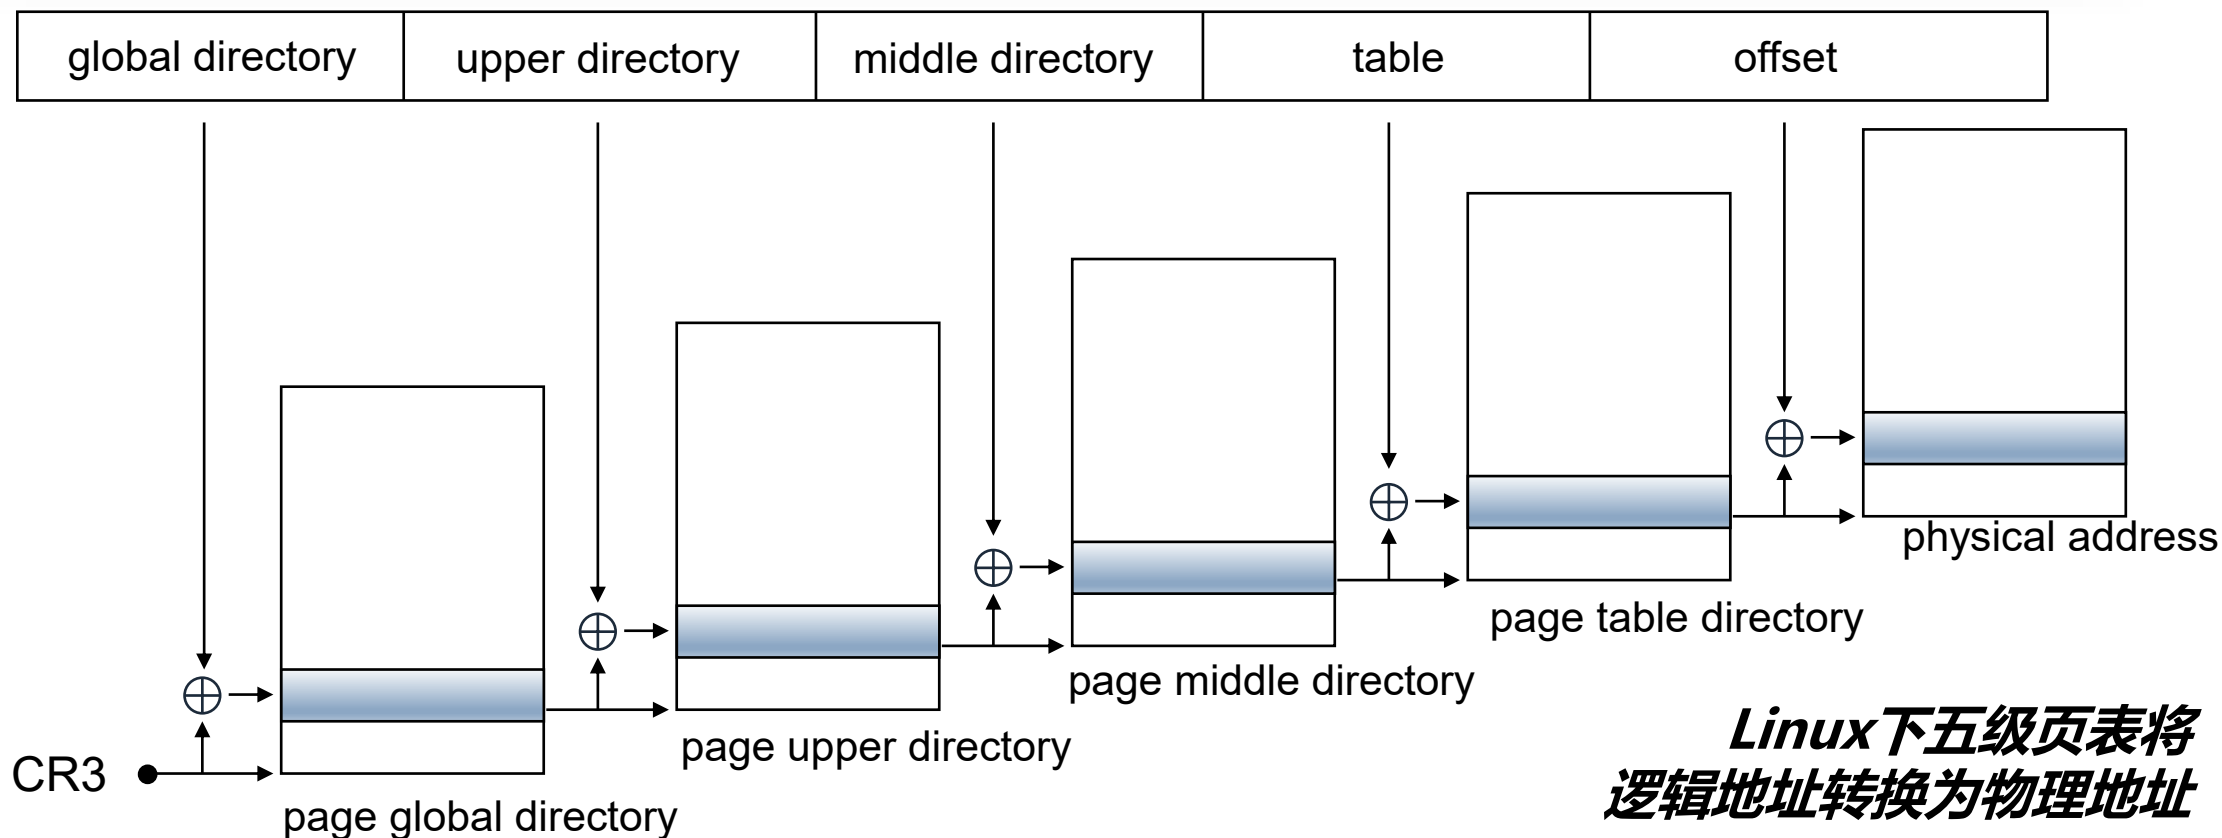 global directory
upper directory
middle directory
table
offset
physical address
page table directory
page middle directory
page upper directory
CR3
page global directory
Linux下五级页表将
逻辑地址转换为物理地址